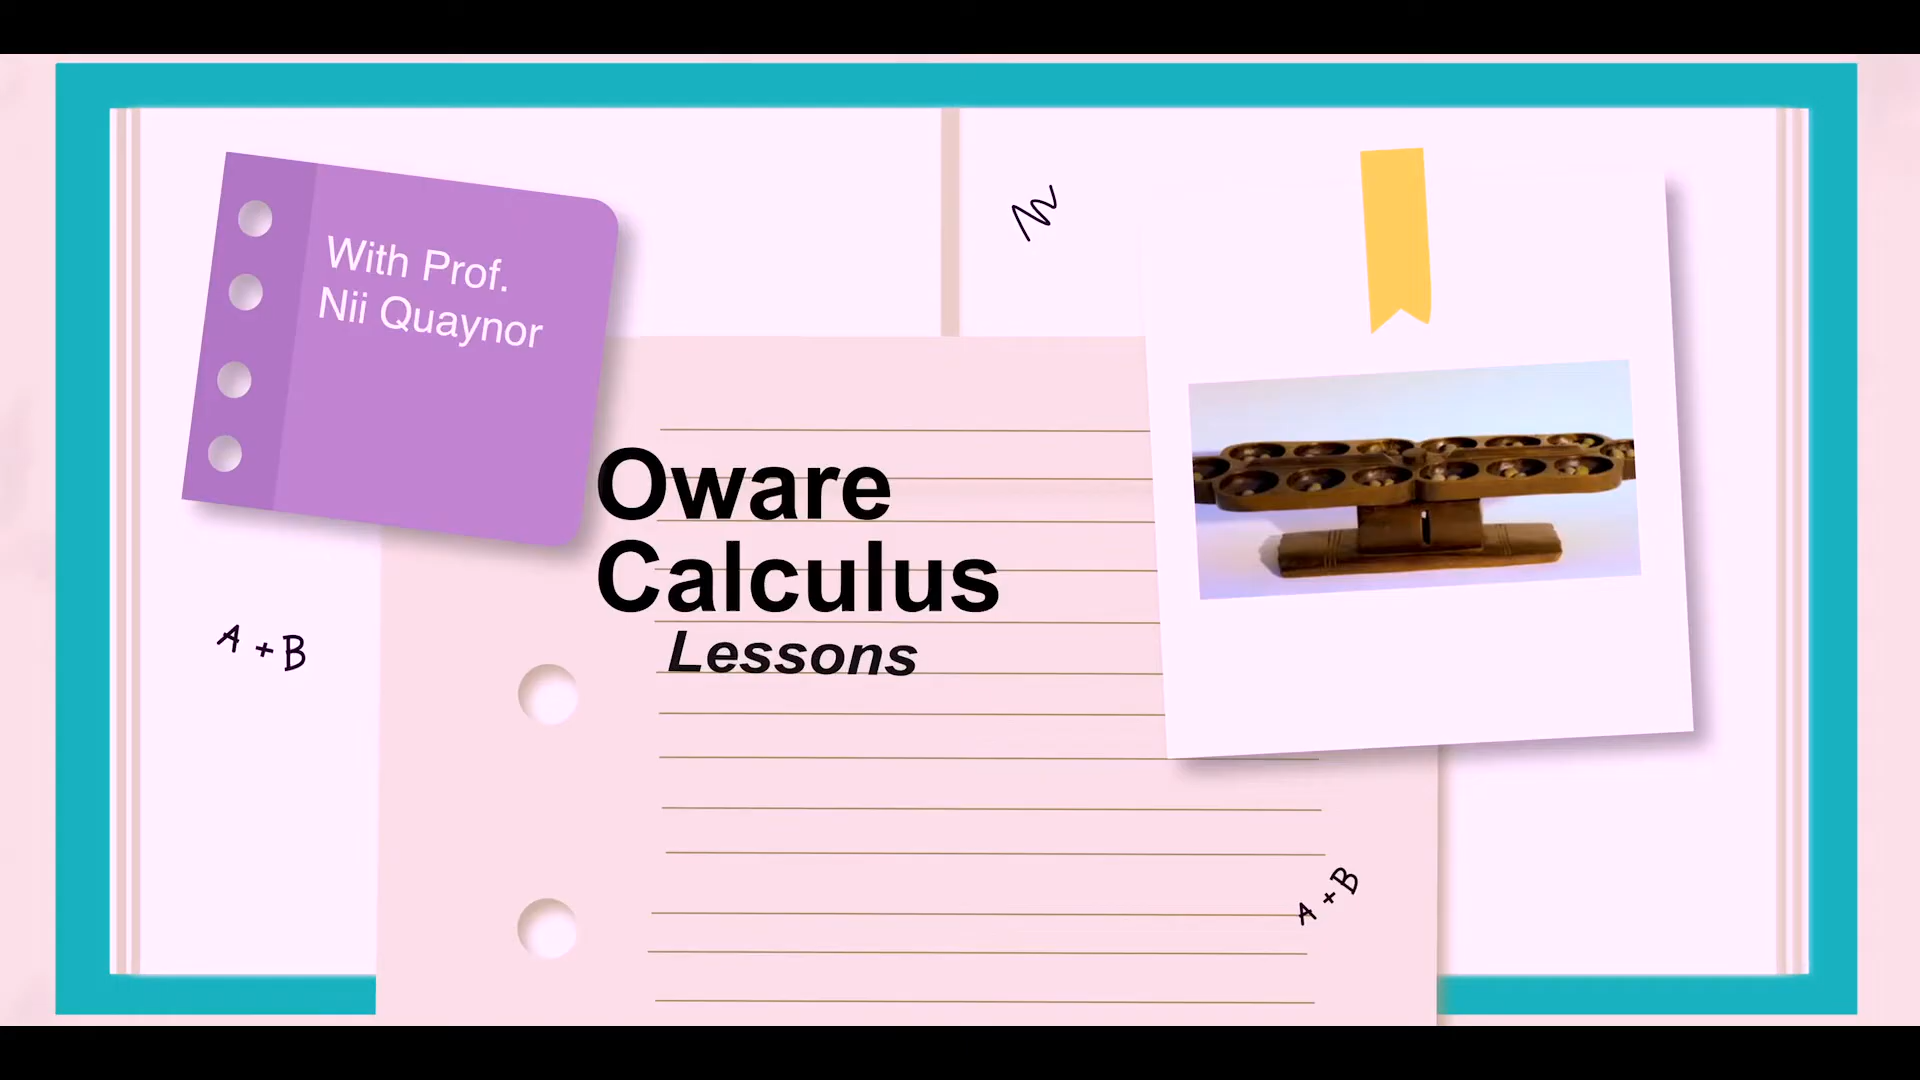 With Prof.
Nii Quaynor
Oware
Calculus
Lessons
A + B
A + B